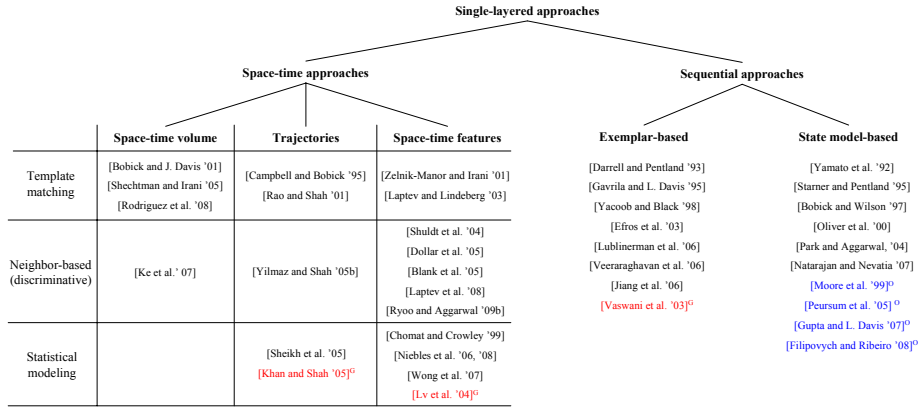 Single-layered approaches
Space-time approaches
Sequential approaches
Space-time volume
Trajectories
Space-time features
Exemplar-based
State model-based
Template
matching
[Bobick and J. Davis '01]
[Shechtman and Irani '05]
[Rodriguez et al. '08]
[Campbell and Bobick '95]
[Rao and Shah '01]
[Zelnik-Manor and Irani '01]
[Laptev and Lindeberg '03]
Neighbor-based
(discriminative)
[Ke et al.' 07]
[Yilmaz and Shah '05b]
[Shuldt et al. '04]
[Dollar et al. '05]
[Blank et al. '05]
[Laptev et al. '08]
[Ryoo and Aggarwal '09b]
Statistical
modeling
[Sheikh et al. '05]
[Khan and Shah '05]ᴳ
[Chomat and Crowley '99]
[Niebles et al. '06, '08]
[Wong et al. '07]
[Lv et al. '04]ᴳ
[Darrell and Pentland '93]
[Gavrila and L. Davis '95]
[Yacoob and Black '98]
[Efros et al. '03]
[Lublinerman et al. '06]
[Veeraraghavan et al. '06]
[Jiang et al. '06]
[Vaswani et al. '03]ᴳ
[Yamato et al. '92]
[Starner and Pentland '95]
[Bobick and Wilson '97]
[Oliver et al. '00]
[Park and Aggarwal, '04]
[Natarajan and Nevatia '07]
[Moore et al. '99]ᴼ
[Peursum et al. '05] ᴼ
[Gupta and L. Davis '07]ᴼ
[Filipovych and Ribeiro '08]ᴼ